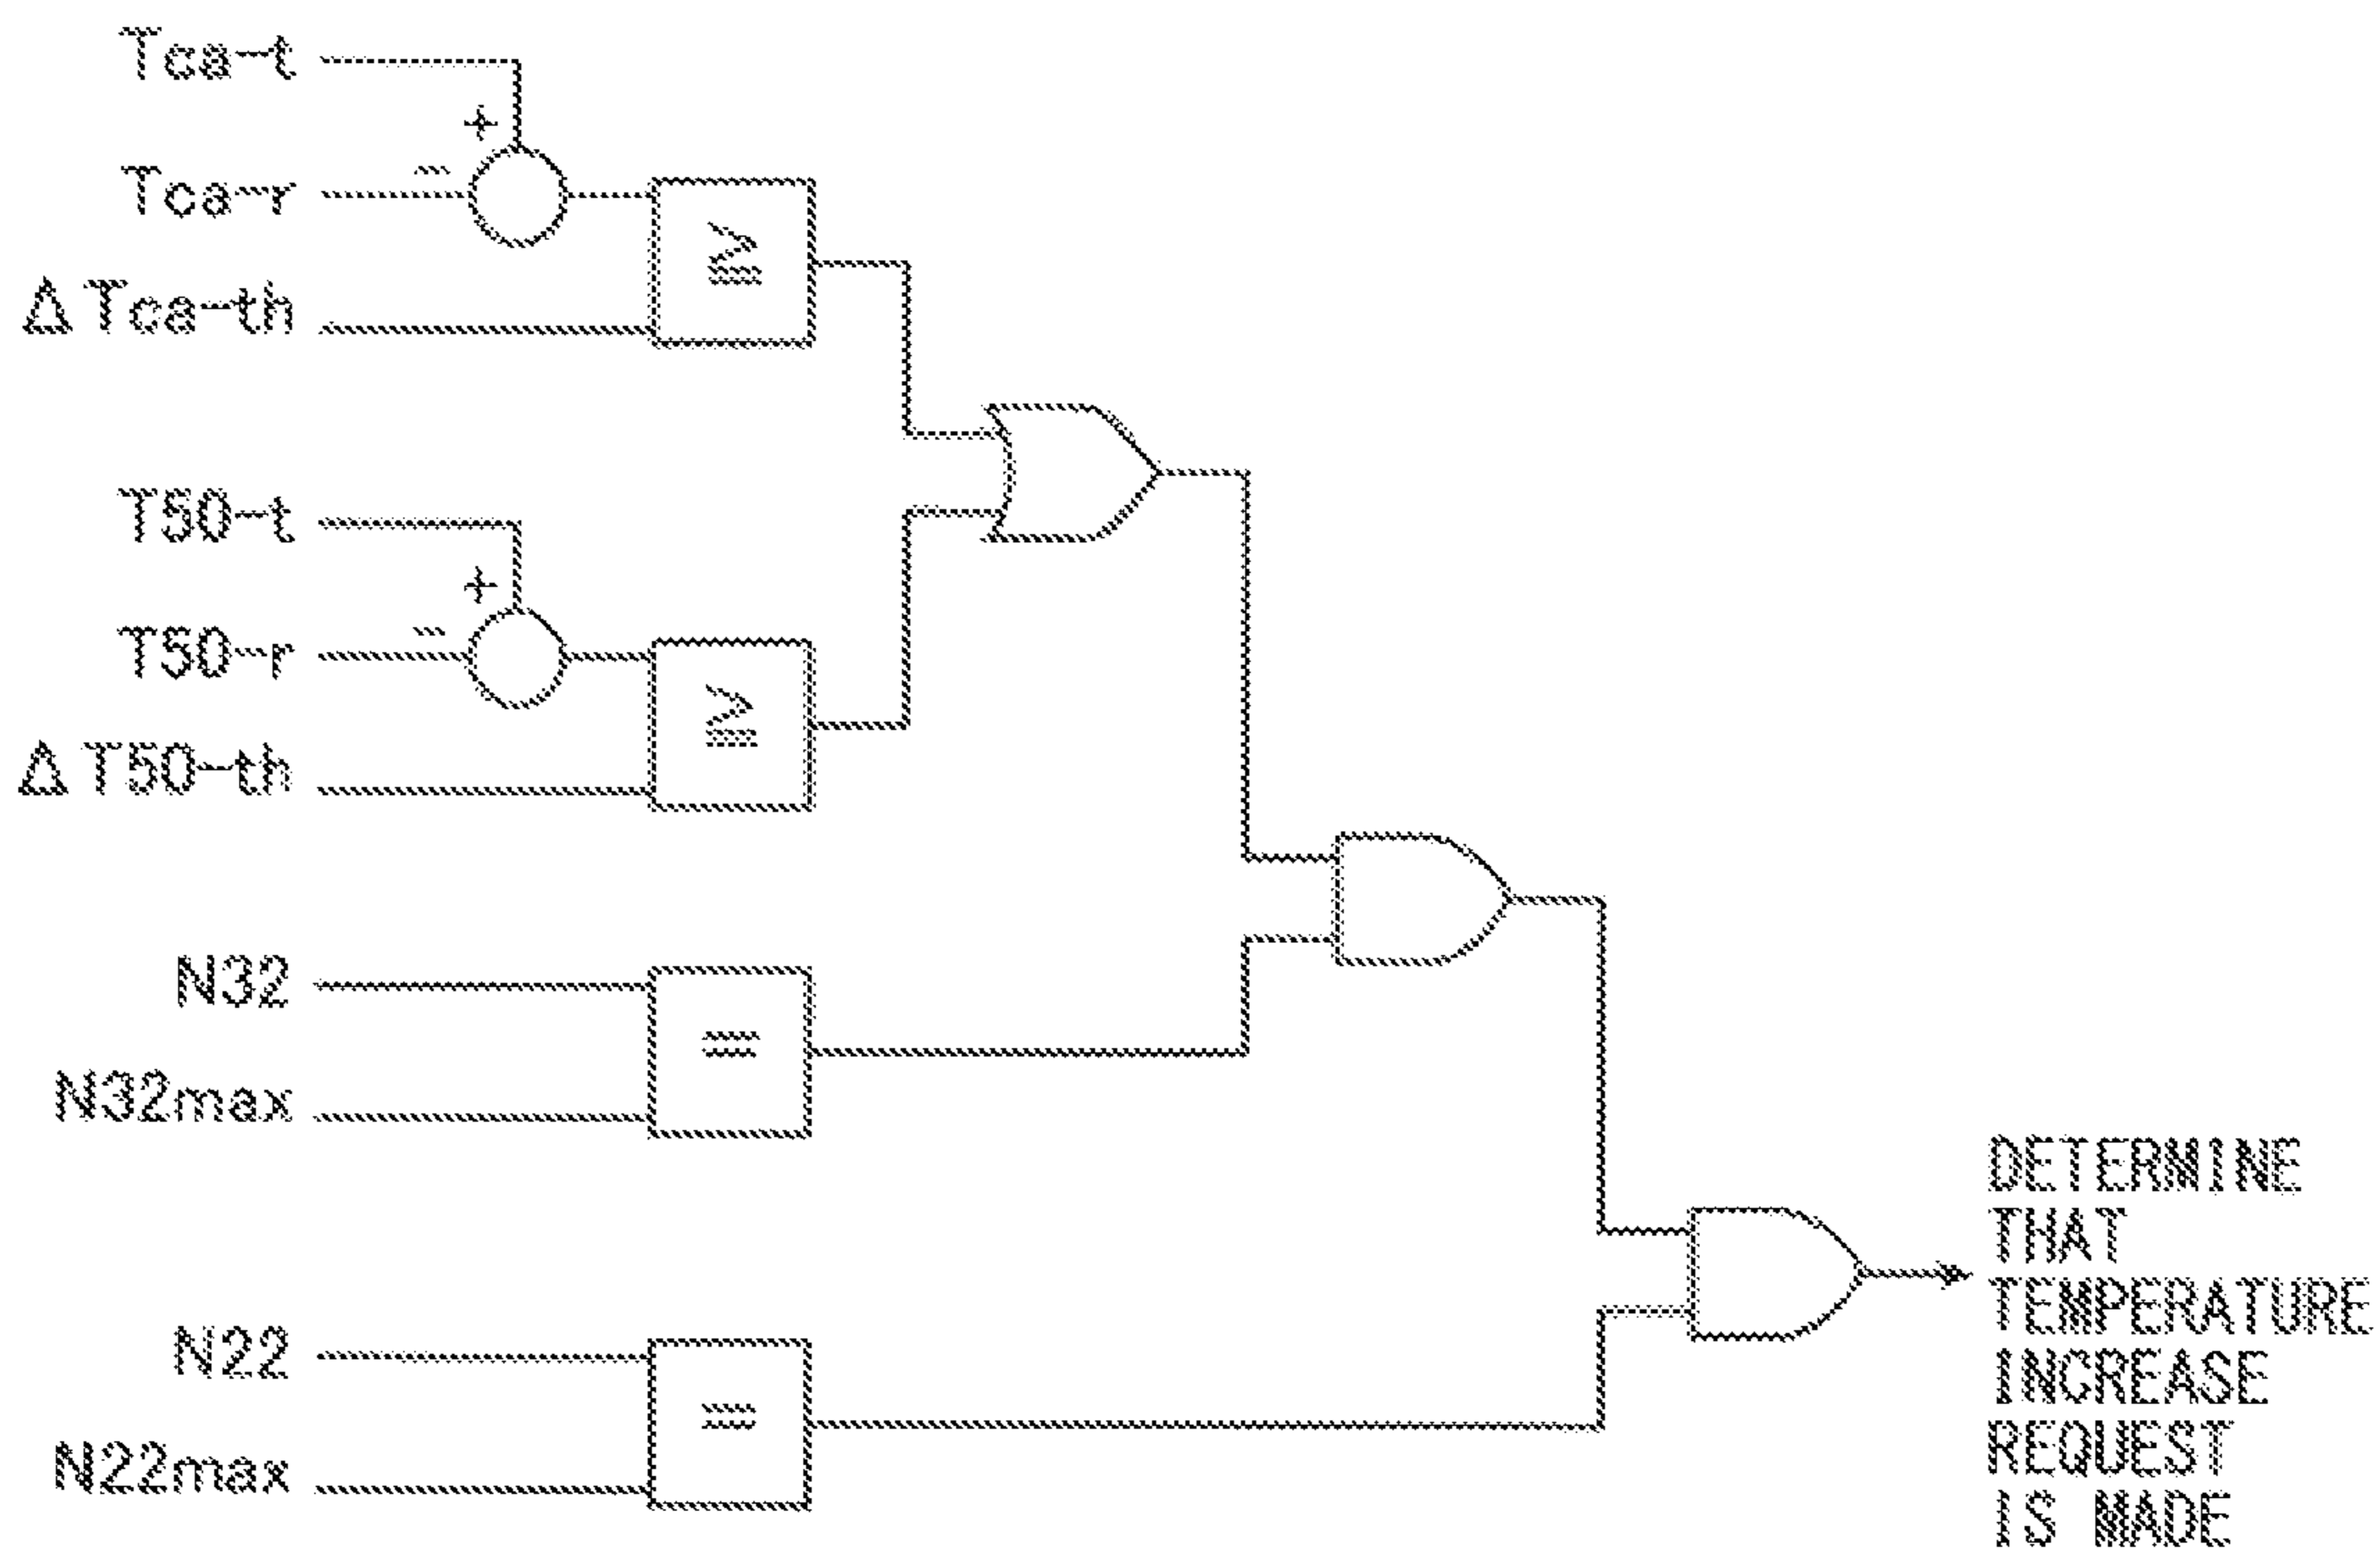 Tca-t
+
-
Tca-r
≧
ΔTca-th
T50-t
+
-
T50-r
≧
ΔT50-th
N32
=
N32max
N22
=
N22max
DETERMINE
THAT
TEMPERATURE
INCREASE
REQUEST
IS MADE